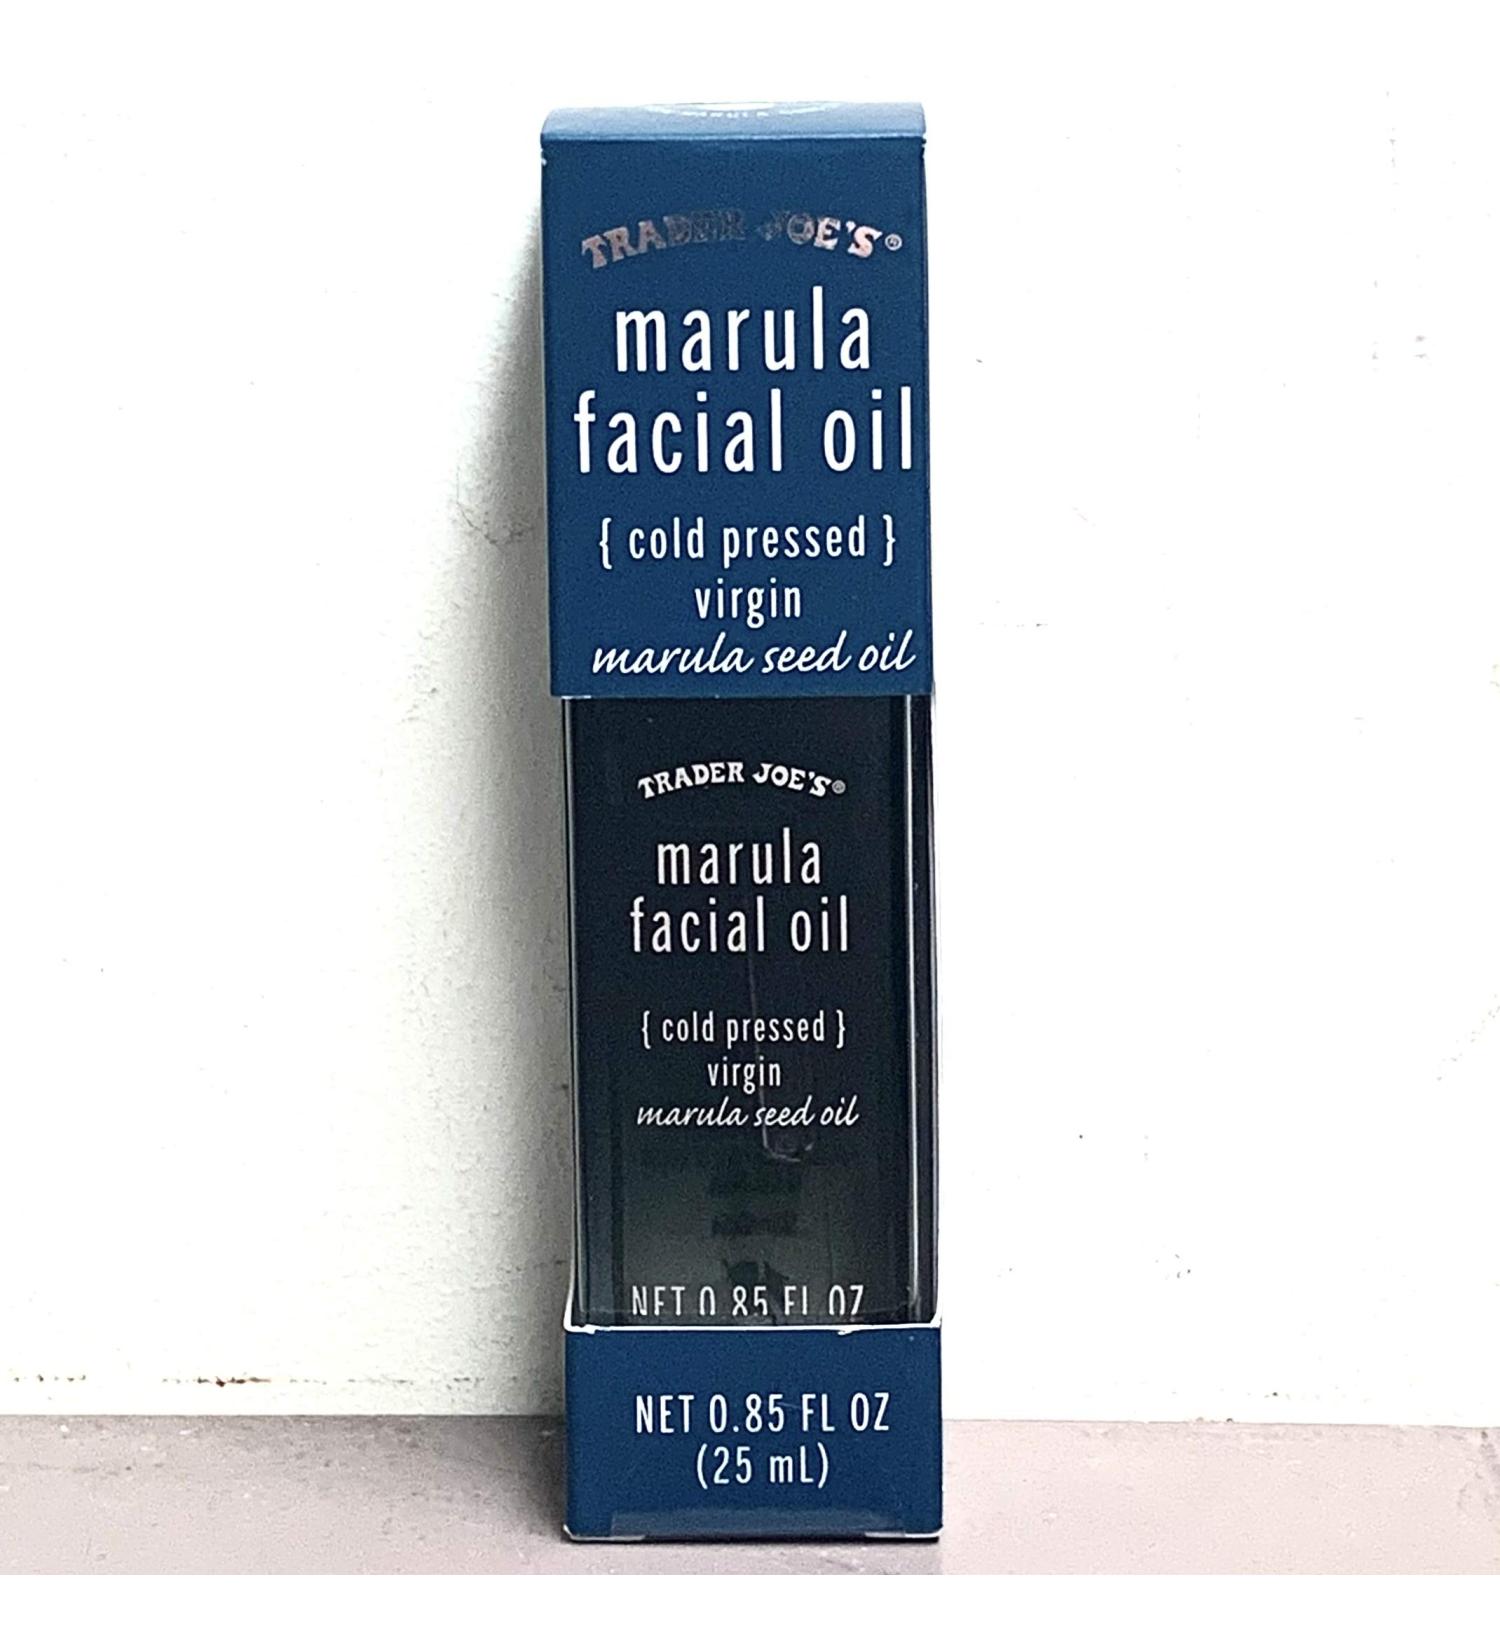 TRADER JOE'S®
marula
facial oil
{ cold pressed }
virgin
marula seed oil
TRADER JOE'S®
marula
facial oil
{ cold pressed }
virgin
marula seed oil
NET 0.85 FL OZ
NET 0.85 FL OZ
(25 mL)